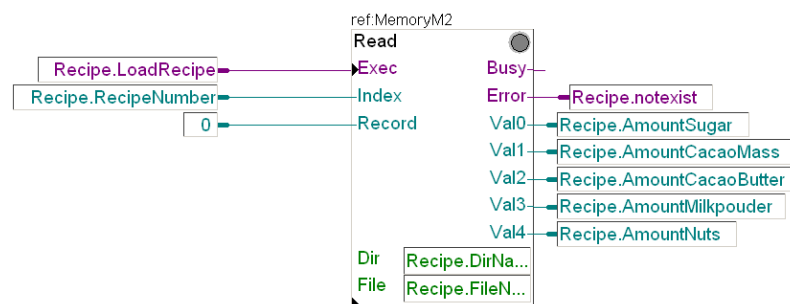 ref:MemoryM2
Read
Recipe.LoadRecipe Exec Busy
Recipe.RecipeNumber Index Error Recipe.notexist
0 Record Val0 Recipe.AmountSugar
Val1 Recipe.AmountCacaoMass
Val2 Recipe.AmountCacaoButter
Val3 Recipe.AmountMilkpouder
Val4 Recipe.AmountNuts
Dir Recipe.DirNa...
File Recipe.FileN...